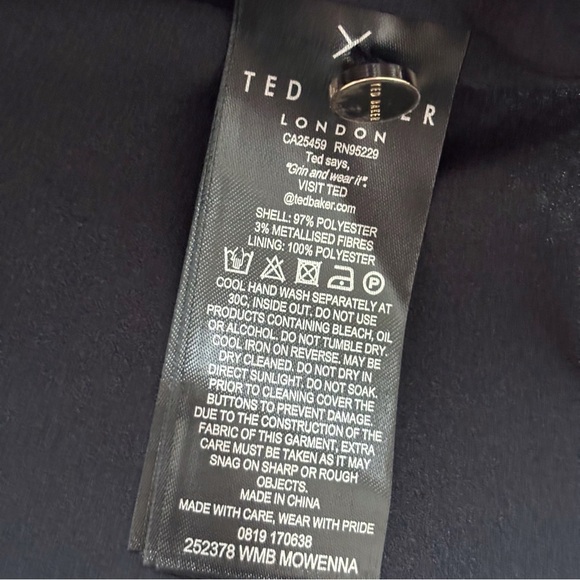 TED BAKER
LONDON
CA25459 RN95229
Ted says,
"Grin and wear it".
VISIT TED
@tedbaker.com
SHELL: 97% POLYESTER
3% METALLISED FIBRES
LINING: 100% POLYESTER
P
COOL HAND WASH SEPARATELY AT
30C, INSIDE OUT. DO NOT USE
PRODUCTS CONTAINING BLEACH, OIL
OR ALCOHOL. DO NOT TUMBLE DRY.
COOL IRON ON REVERSE. MAY BE
DRY CLEANED. DO NOT DRY IN
DIRECT SUNLIGHT. DO NOT SOAK.
PRIOR TO CLEANING COVER THE
BUTTONS TO PREVENT DAMAGE.
DUE TO THE CONSTRUCTION OF THE
FABRIC OF THIS GARMENT, EXTRA
CARE MUST BE TAKEN AS IT MAY
SNAG ON SHARP OR ROUGH
OBJECTS.
MADE IN CHINA
MADE WITH CARE, WEAR WITH PRIDE
0819 170638
252378 WMB MOWENNA